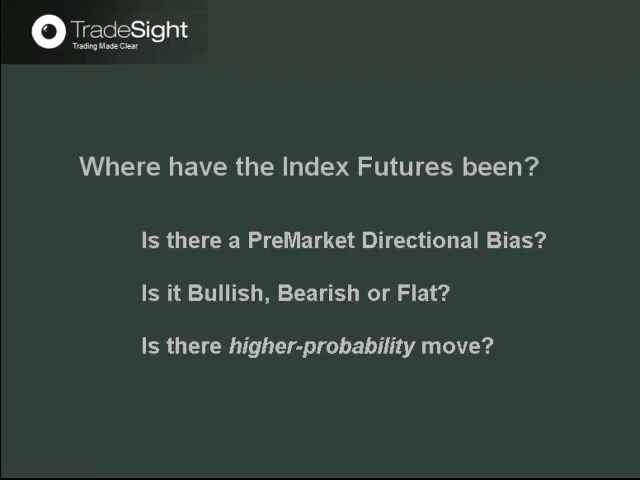 TradeSight
Trading Made Clear
Where have the Index Futures been?
Is there a PreMarket Directional Bias?
Is it Bullish, Bearish or Flat?
Is there higher-probability move?